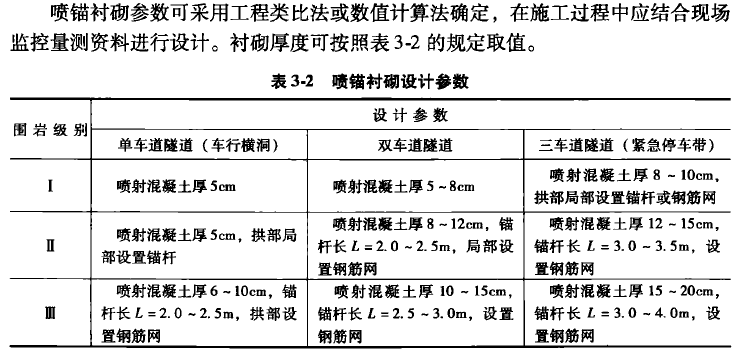 喷锚衬砌参数可采用工程类比法或数值计算法确定，在施工过程中应结合现场
监控量测资料进行设计。衬砌厚度可按照表 3-2 的规定取值。
表 3-2 喷锚衬砌设计参数
围岩级别
设计参数
单车道隧道（车行横洞）
双车道隧道
三车道隧道（紧急停车带）
Ⅰ
喷射混凝土厚 5cm
喷射混凝土厚 5～8cm
喷射混凝土厚 8～10cm，
拱部局部设置锚杆或钢筋网
Ⅱ
喷射混凝土厚 5cm，拱部局
部设置锚杆
喷射混凝土厚 8～12cm，锚
杆长 L=2.0～2.5m，局部设
置钢筋网
喷射混凝土厚 12～15cm，
锚杆长 L=3.0～3.5m，设
置钢筋网
Ⅲ
喷射混凝土厚 6～10cm，锚
杆长 L=2.0～2.5m，拱部设
置钢筋网
喷射混凝土厚 10～15cm，
锚杆长 L=2.5～3.0m，设置
钢筋网
喷射混凝土厚 15～20cm，
锚杆长 L=3.0～4.0m，设
置钢筋网